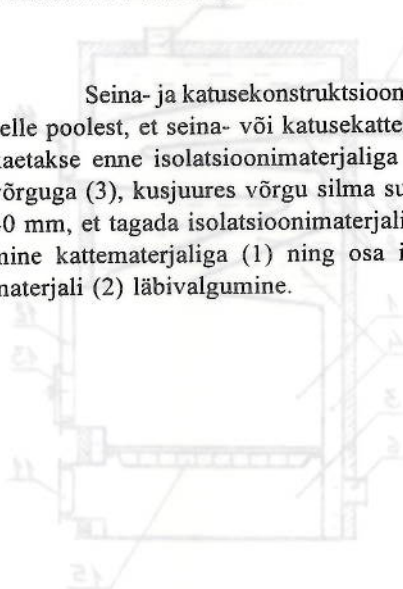 Seina- ja katusekonstruktsioon
elle poolest, et seina- või katusekatte
kaetakse enne isolatsioonimaterjaliga
võrguga (3), kusjuures võrgu silma su
0 mm, et tagada isolatsioonimaterjali
mine kattematerjaliga (1) ning osa i
materjali (2) läbivalgumine.